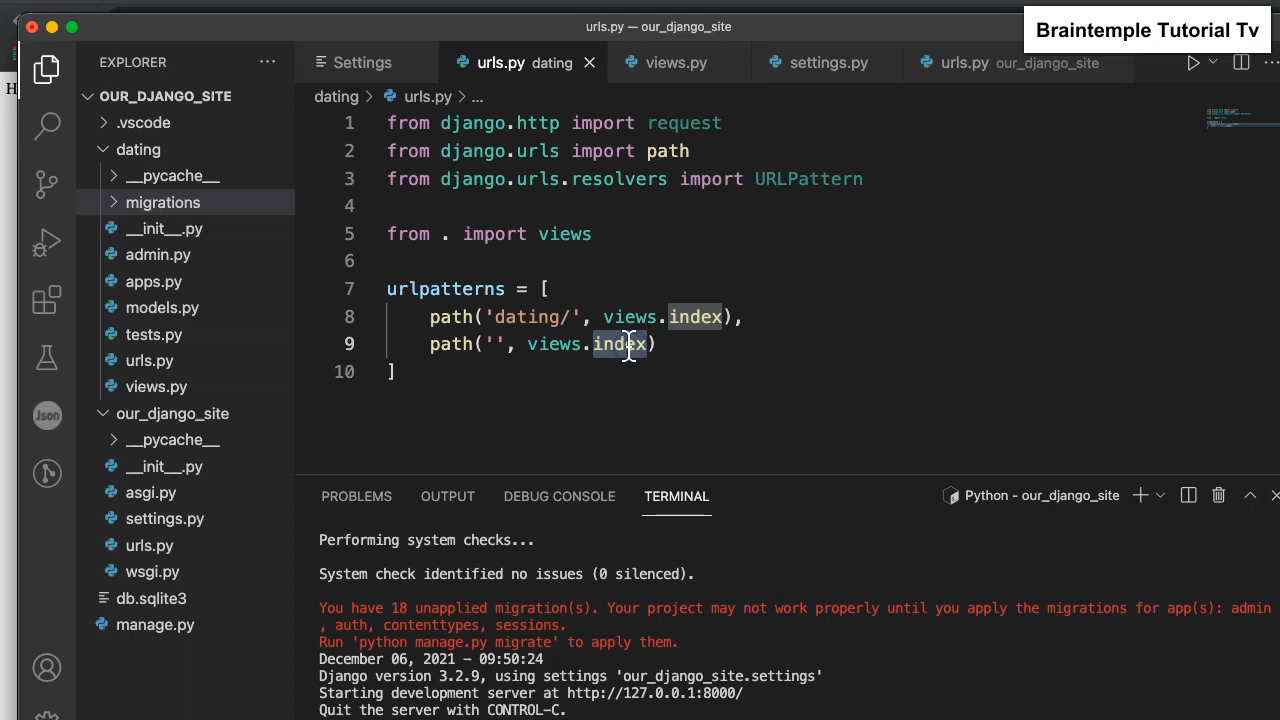 urls.py — our_django_site
Braintemple Tutorial Tv
EXPLORER
OUR_DJANGO_SITE
.vscode
dating
__pycache__
migrations
__init__.py
admin.py
apps.py
models.py
tests.py
urls.py
views.py
our_django_site
__pycache__
__init__.py
asgi.py
settings.py
urls.py
wsgi.py
db.sqlite3
manage.py
Json
H
Settings urls.py dating views.py settings.py urls.py our_django_site
dating > urls.py > ...
1 from django.http import request
2 from django.urls import path
3 from django.urls.resolvers import URLPattern
4
5 from . import views
6
7 urlpatterns = [
8 path('dating/', views.index),
9 path('', views.index)
10 ]
PROBLEMS OUTPUT DEBUG CONSOLE TERMINAL Python - our_django_site
Performing system checks...
System check identified no issues (0 silenced).
You have 18 unapplied migration(s). Your project may not work properly until you apply the migrations for app(s): admin
, auth, contenttypes, sessions.
Run 'python manage.py migrate' to apply them.
December 06, 2021 - 09:50:24
Django version 3.2.9, using settings 'our_django_site.settings'
Starting development server at http://127.0.0.1:8000/
Quit the server with CONTROL-C.